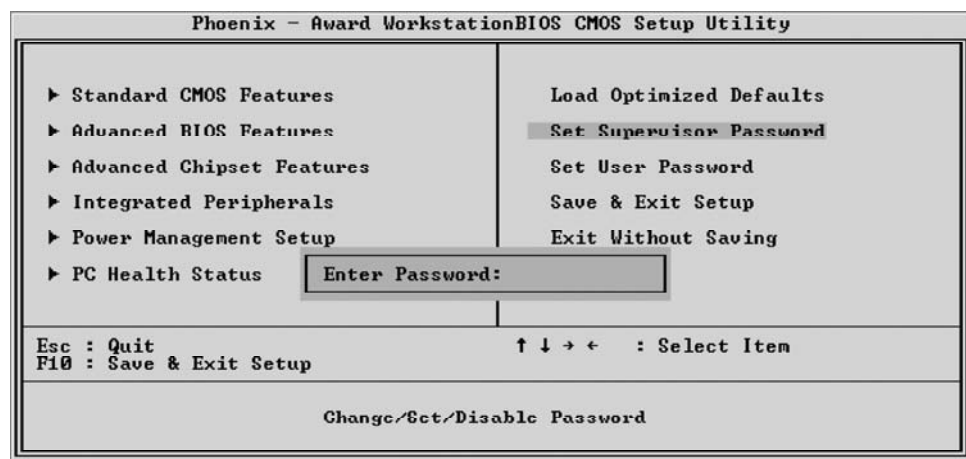 Phoenix - Award WorkstationBIOS CMOS Setup Utility
▶ Standard CMOS Features
▶ Advanced BIOS Features
▶ Advanced Chipset Features
▶ Integrated Peripherals
▶ Power Management Setup
▶ PC Health Status
Load Optimized Defaults
Set Supervisor Password
Set User Password
Save & Exit Setup
Exit Without Saving
Enter Password:
Esc : Quit
F10 : Save & Exit Setup
↑ ↓ → ← : Select Item
Change/Set/Disable Password